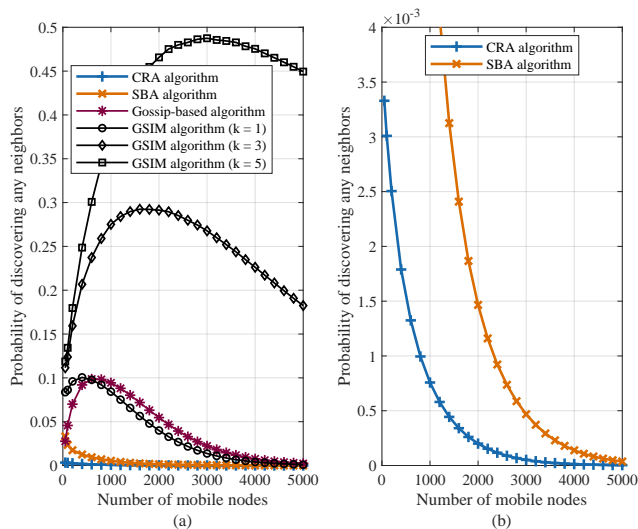 (a)
Probability of discovering any neighbors
0.5
0.45
0.4
0.35
0.3
0.25
0.2
0.15
0.1
0.05
0
CRA algorithm
SBA algorithm
Gossip-based algorithm
GSIM algorithm (k = 1)
GSIM algorithm (k = 3)
GSIM algorithm (k = 5)
0 1000 2000 3000 4000 5000
Number of mobile nodes
(a)
(b)
×10⁻³
Probability of discovering any neighbors
4
3.5
3
2.5
2
1.5
1
0.5
0
CRA algorithm
SBA algorithm
0 1000 2000 3000 4000 5000
Number of mobile nodes
(b)